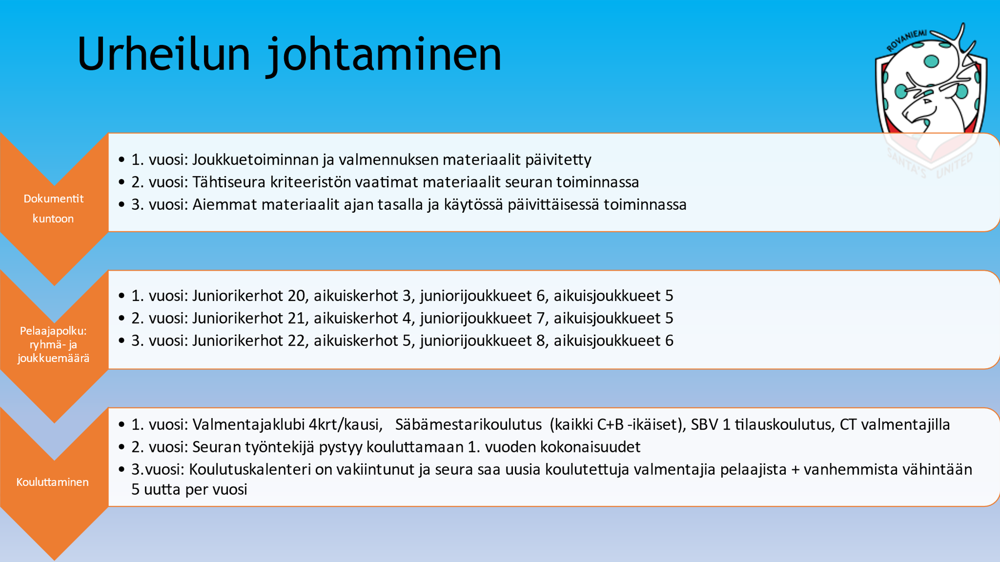 Urheilun johtaminen
ROVANIEMI
SANTA'S UNITED
Dokumentit
kuntoon
• 1. vuosi: Joukkuetoiminnan ja valmennuksen materiaalit päivitetty
• 2. vuosi: Tähtiseura kriteeristön vaatimat materiaalit seuran toiminnassa
• 3. vuosi: Aiemmat materiaalit ajan tasalla ja käytössä päivittäisessä toiminnassa
Pelaajapolku:
ryhmä- ja
joukkuemäärä
• 1. vuosi: Juniorikerhot 20, aikuiskerhot 3, juniorijoukkueet 6, aikuisjoukkueet 5
• 2. vuosi: Juniorikerhot 21, aikuiskerhot 4, juniorijoukkueet 7, aikuisjoukkueet 5
• 3. vuosi: Juniorikerhot 22, aikuiskerhot 5, juniorijoukkueet 8, aikuisjoukkueet 6
Kouluttaminen
• 1. vuosi: Valmentajaklubi 4krt/kausi,   Säbämestarikoulutus  (kaikki C+B -ikäiset), SBV 1 tilauskoulutus, CT valmentajilla
• 2. vuosi: Seuran työntekijä pystyy kouluttamaan 1. vuoden kokonaisuudet
• 3.vuosi: Koulutuskalenteri on vakiintunut ja seura saa uusia koulutettuja valmentajia pelaajista + vanhemmista vähintään
5 uutta per vuosi